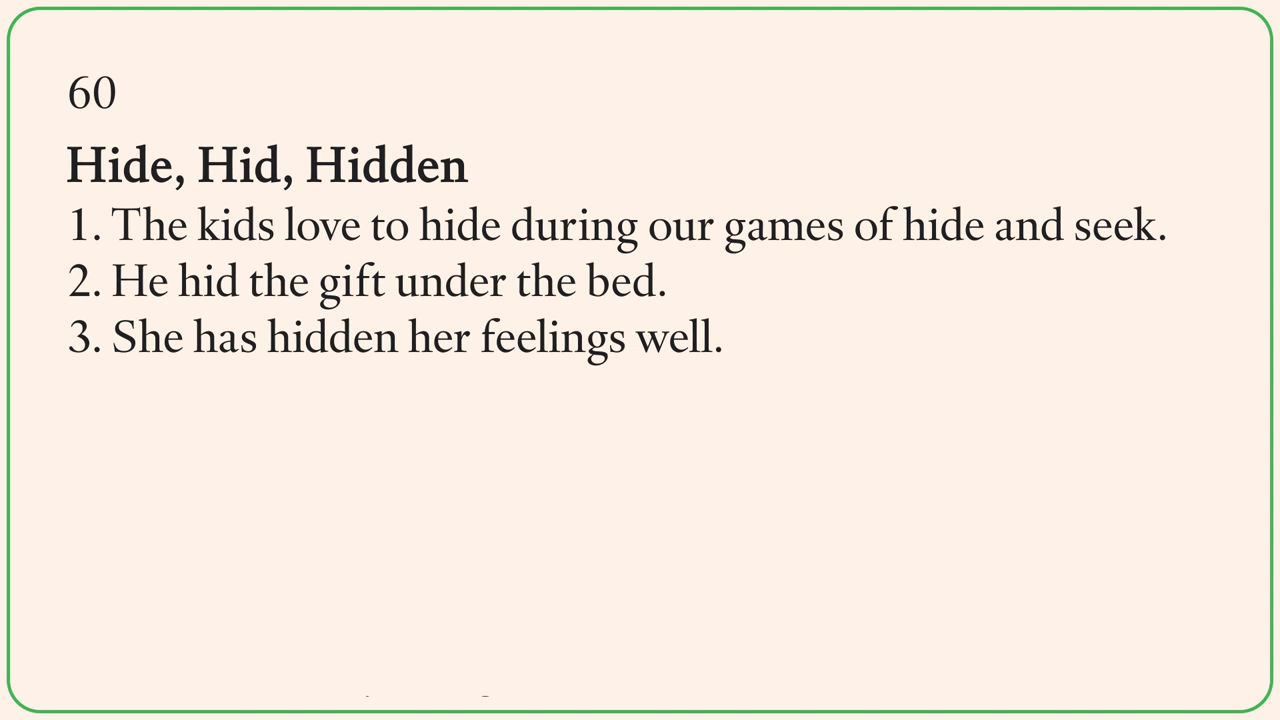 60
Hide, Hid, Hidden
1. The kids love to hide during our games of hide and seek.
2. He hid the gift under the bed.
3. She has hidden her feelings well.